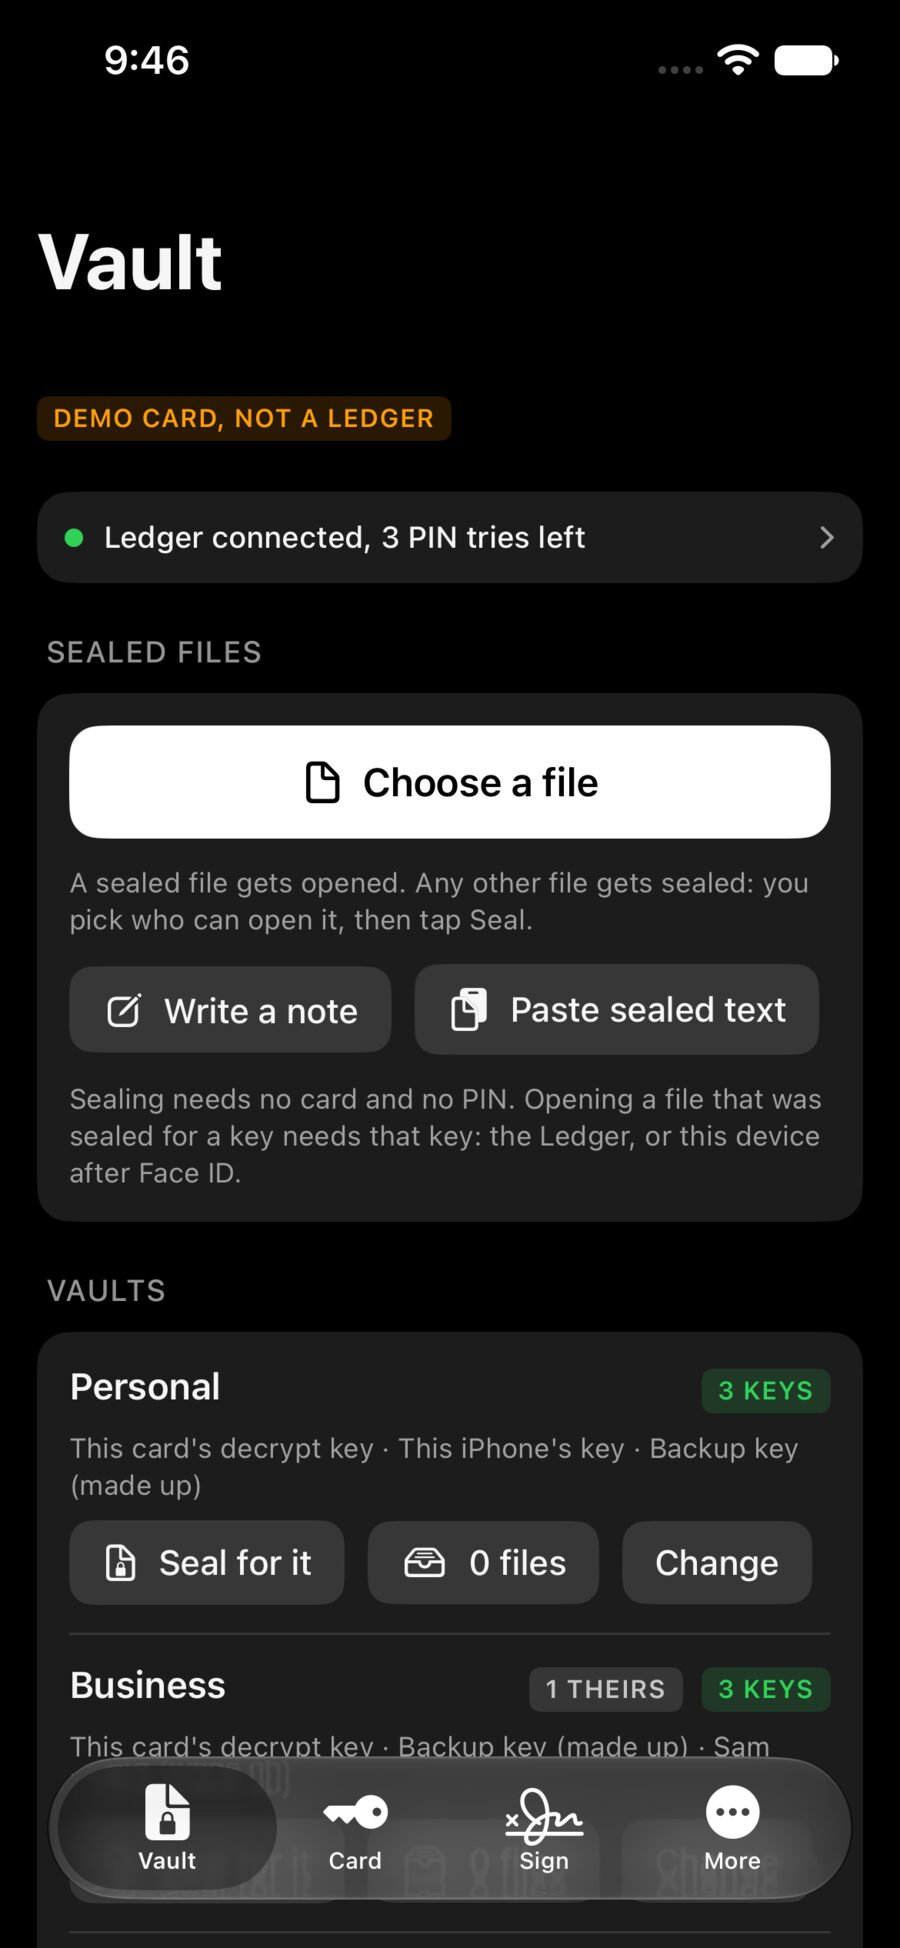 9:46
Vault
DEMO CARD, NOT A LEDGER
Ledger connected, 3 PIN tries left
SEALED FILES
Choose a file
A sealed file gets opened. Any other file gets sealed: you
pick who can open it, then tap Seal.
Write a note
Paste sealed text
Sealing needs no card and no PIN. Opening a file that was
sealed for a key needs that key: the Ledger, or this device
after Face ID.
VAULTS
Personal
3 KEYS
This card's decrypt key · This iPhone's key · Backup key
(made up)
Seal for it
0 files
Change
Business
1 THEIRS
3 KEYS
This card's decrypt key · Backup key (made up) · Sam
Vault
Card
Sign
More